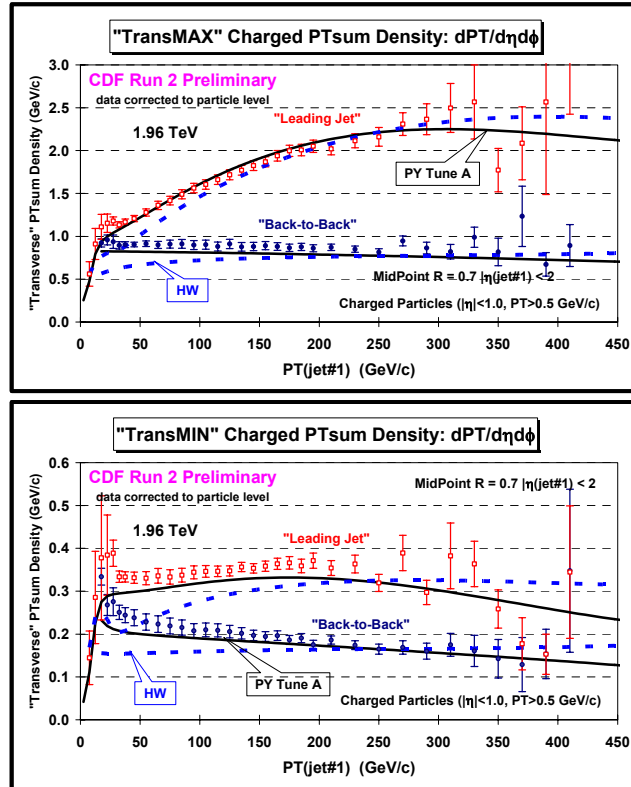 "TransMAX" Charged PTsum Density: dPT/dηdϕ
CDF Run 2 Preliminary
data corrected to particle level
1.96 TeV
"Leading Jet"
PY Tune A
"Back-to-Back"
HW
MidPoint R = 0.7 |η(jet#1) < 2
Charged Particles (|η|<1.0, PT>0.5 GeV/c)
"Transverse" PTsum Density (GeV/c)
3.0
2.5
2.0
1.5
1.0
0.5
0.0
0 50 100 150 200 250 300 350 400 450
PT(jet#1) (GeV/c)
"TransMIN" Charged PTsum Density: dPT/dηdϕ
CDF Run 2 Preliminary
data corrected to particle level
MidPoint R = 0.7 |η(jet#1) < 2
1.96 TeV
"Leading Jet"
"Back-to-Back"
HW
PY Tune A
Charged Particles (|η|<1.0, PT>0.5 GeV/c)
"Transverse" PTsum Density (GeV/c)
0.6
0.5
0.4
0.3
0.2
0.1
0.0
0 50 100 150 200 250 300 350 400 450
PT(jet#1) (GeV/c)